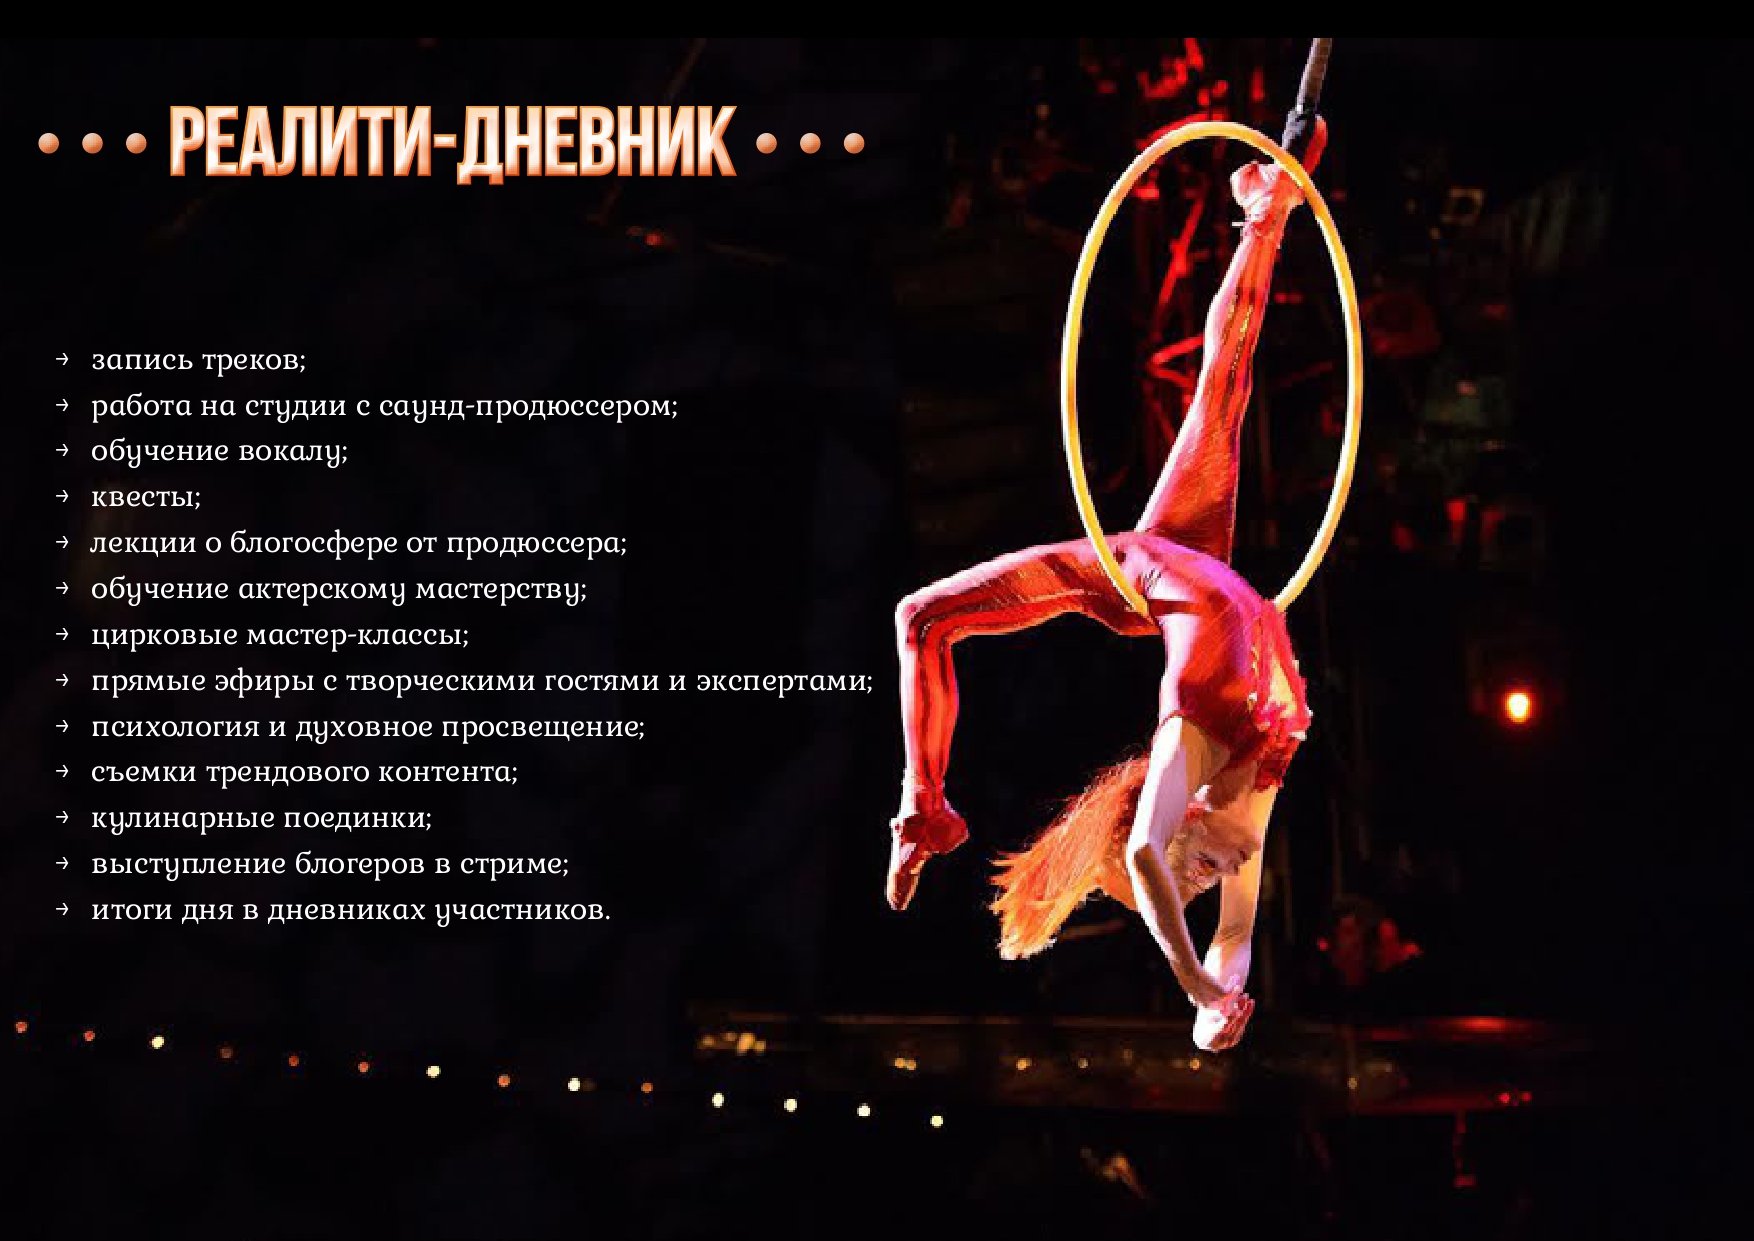 РЕАЛИТИ-ДНЕВНИК
→ запись треков;
→ работа на студии с саунд-продюссером;
→ обучение вокалу;
→ квесты;
→ лекции о блогосфере от продюссера;
→ обучение актерскому мастерству;
→ цирковые мастер-классы;
→ прямые эфиры с творческими гостями и экспертами;
→ психология и духовное просвещение;
→ съемки трендового контента;
→ кулинарные поединки;
→ выступление блогеров в стриме;
→ итоги дня в дневниках участников.